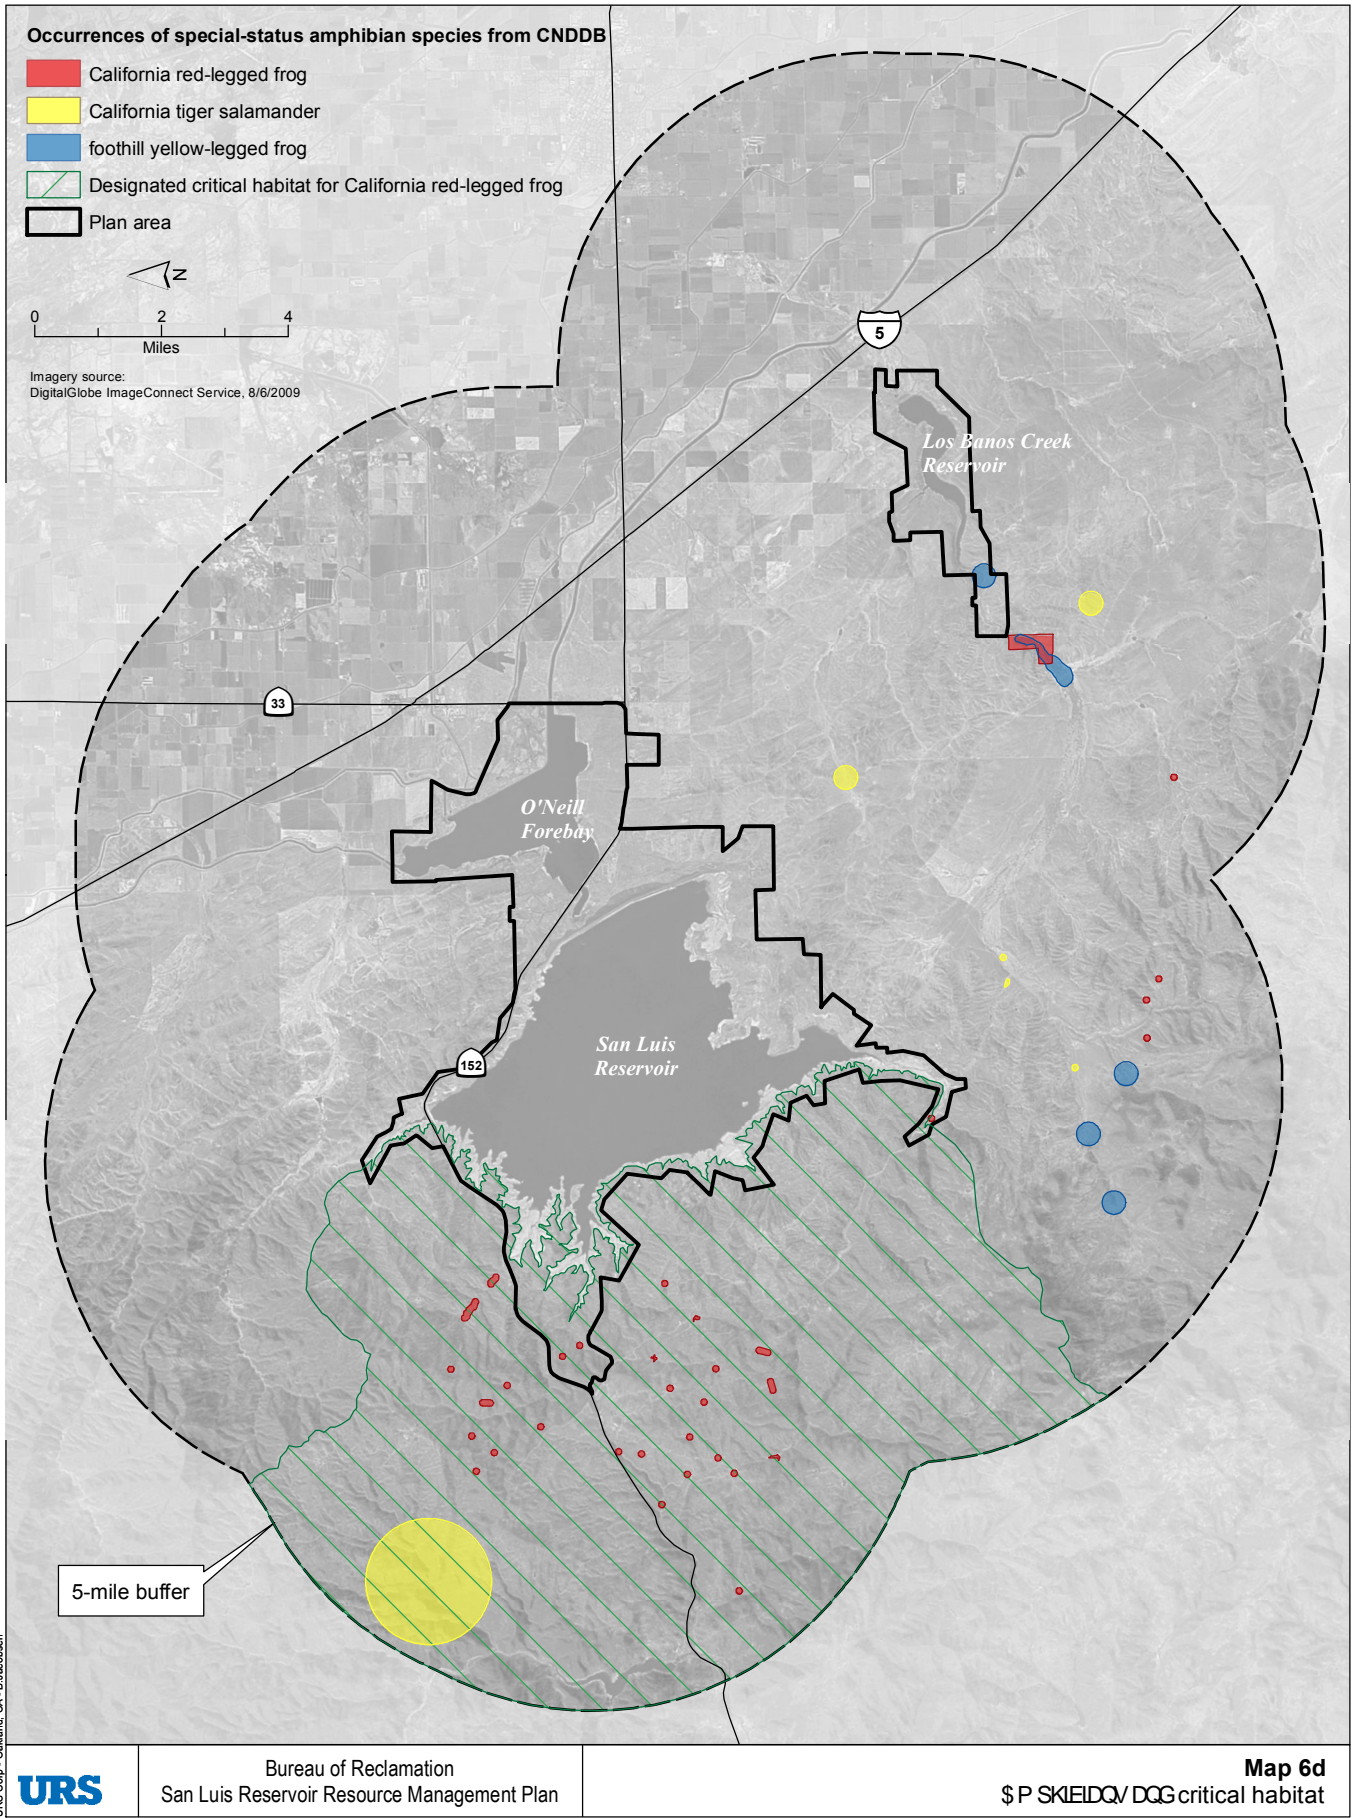 Occurrences of special-status amphibian species from CNDDB
California red-legged frog
California tiger salamander
foothill yellow-legged frog
Designated critical habitat for California red-legged frog
Plan area
N
0 2 4
Miles
Imagery source:
DigitalGlobe ImageConnect Service, 8/6/2009
5
Los Banos Creek
Reservoir
33
O'Neill
Forebay
San Luis
Reservoir
152
5-mile buffer
URS
Bureau of Reclamation
San Luis Reservoir Resource Management Plan
Map 6d
critical habitat